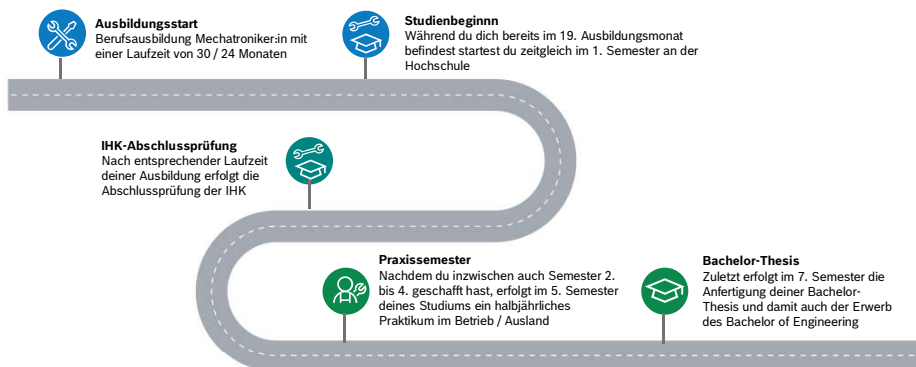 Ausbildungsstart
Berufsausbildung Mechatroniker:in mit
einer Laufzeit von 30 / 24 Monaten
Studienbeginnn
Während du dich bereits im 19. Ausbildungsmonat
befindest startest du zeitgleich im 1. Semester an der
Hochschule
IHK-Abschlussprüfung
Nach entsprechender Laufzeit
deiner Ausbildung erfolgt die
Abschlussprüfung der IHK
Praxissemester
Nachdem du inzwischen auch Semester 2.
bis 4. geschafft hast, erfolgt im 5. Semester
deines Studiums ein halbjährliches
Praktikum im Betrieb / Ausland
Bachelor-Thesis
Zuletzt erfolgt im 7. Semester die
Anfertigung deiner Bachelor-
Thesis und damit auch der Erwerb
des Bachelor of Engineering